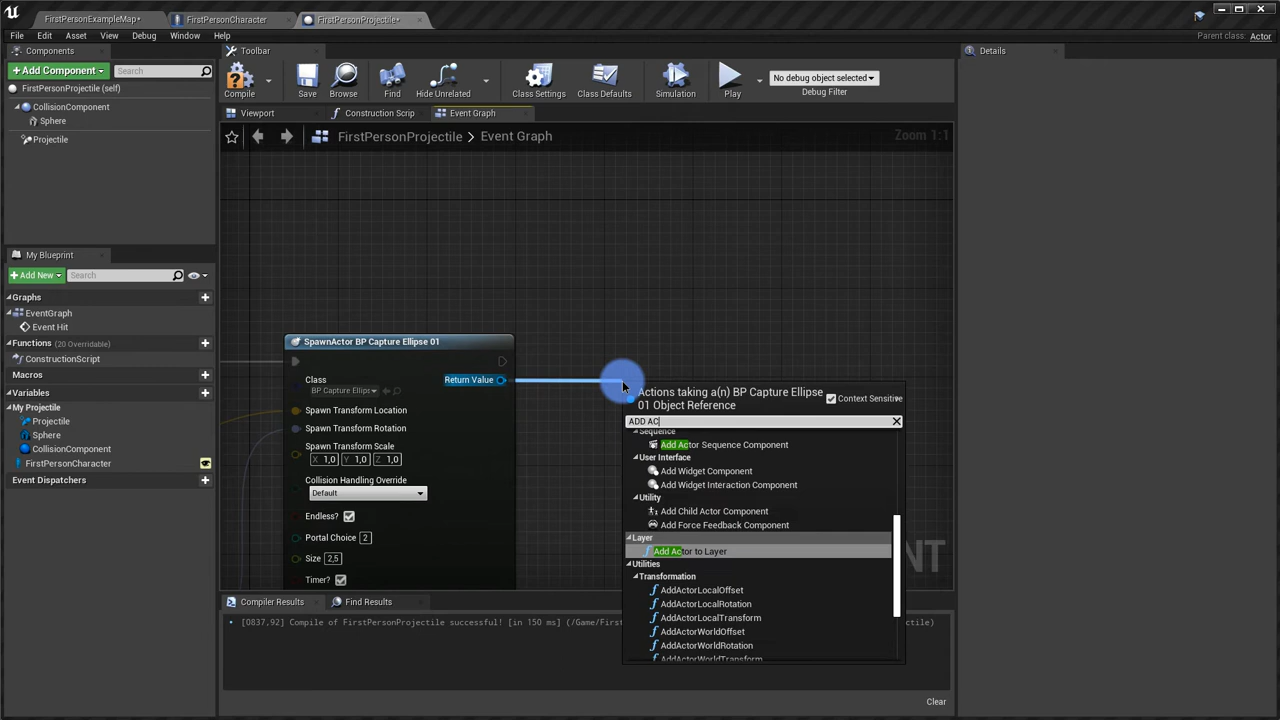 FirstPersonExampleMap*
FirstPersonCharacter
FirstPersonProjectile*
File Edit Asset View Debug Window Help
Parent class: Actor
Components
Toolbar
Details
+ Add Component
Search
FirstPersonProjectile (self)
CollisionComponent
Sphere
Projectile
Compile
Save
Browse
Find
Hide Unrelated
Class Settings
Class Defaults
Simulation
Play
No debug object selected
Debug Filter
Viewport
Construction Scrip
Event Graph
FirstPersonProjectile > Event Graph
Zoom 1:1
My Blueprint
+ Add New
Search
Graphs
EventGraph
Event Hit
Functions (20 Overridable)
ConstructionScript
Macros
Variables
My Projectile
Projectile
Sphere
CollisionComponent
FirstPersonCharacter
Event Dispatchers
SpawnActor BP Capture Ellipse 01
Class
BP Capture Ellips
Return Value
Spawn Transform Location
Spawn Transform Rotation
Spawn Transform Scale
X 1,0 Y 1,0 Z 1,0
Collision Handling Override
Default
Endless?
Portal Choice 2
Size 2,5
Timer?
Actions taking a(n) BP Capture Ellipse
01 Object Reference
Context Sensitive
ADD AC
Sequence
Add Actor Sequence Component
User Interface
Add Widget Component
Add Widget Interaction Component
Utility
Add Child Actor Component
Add Force Feedback Component
Layer
Add Actor to Layer
Utilities
Transformation
AddActorLocalOffset
AddActorLocalRotation
AddActorLocalTransform
AddActorWorldOffset
AddActorWorldRotation
AddActorWorldTransform
NT
Compiler Results
Find Results
[0837,92] Compile of FirstPersonProjectile successful! [in 150 ms] (/Game/First
tile)
Clear